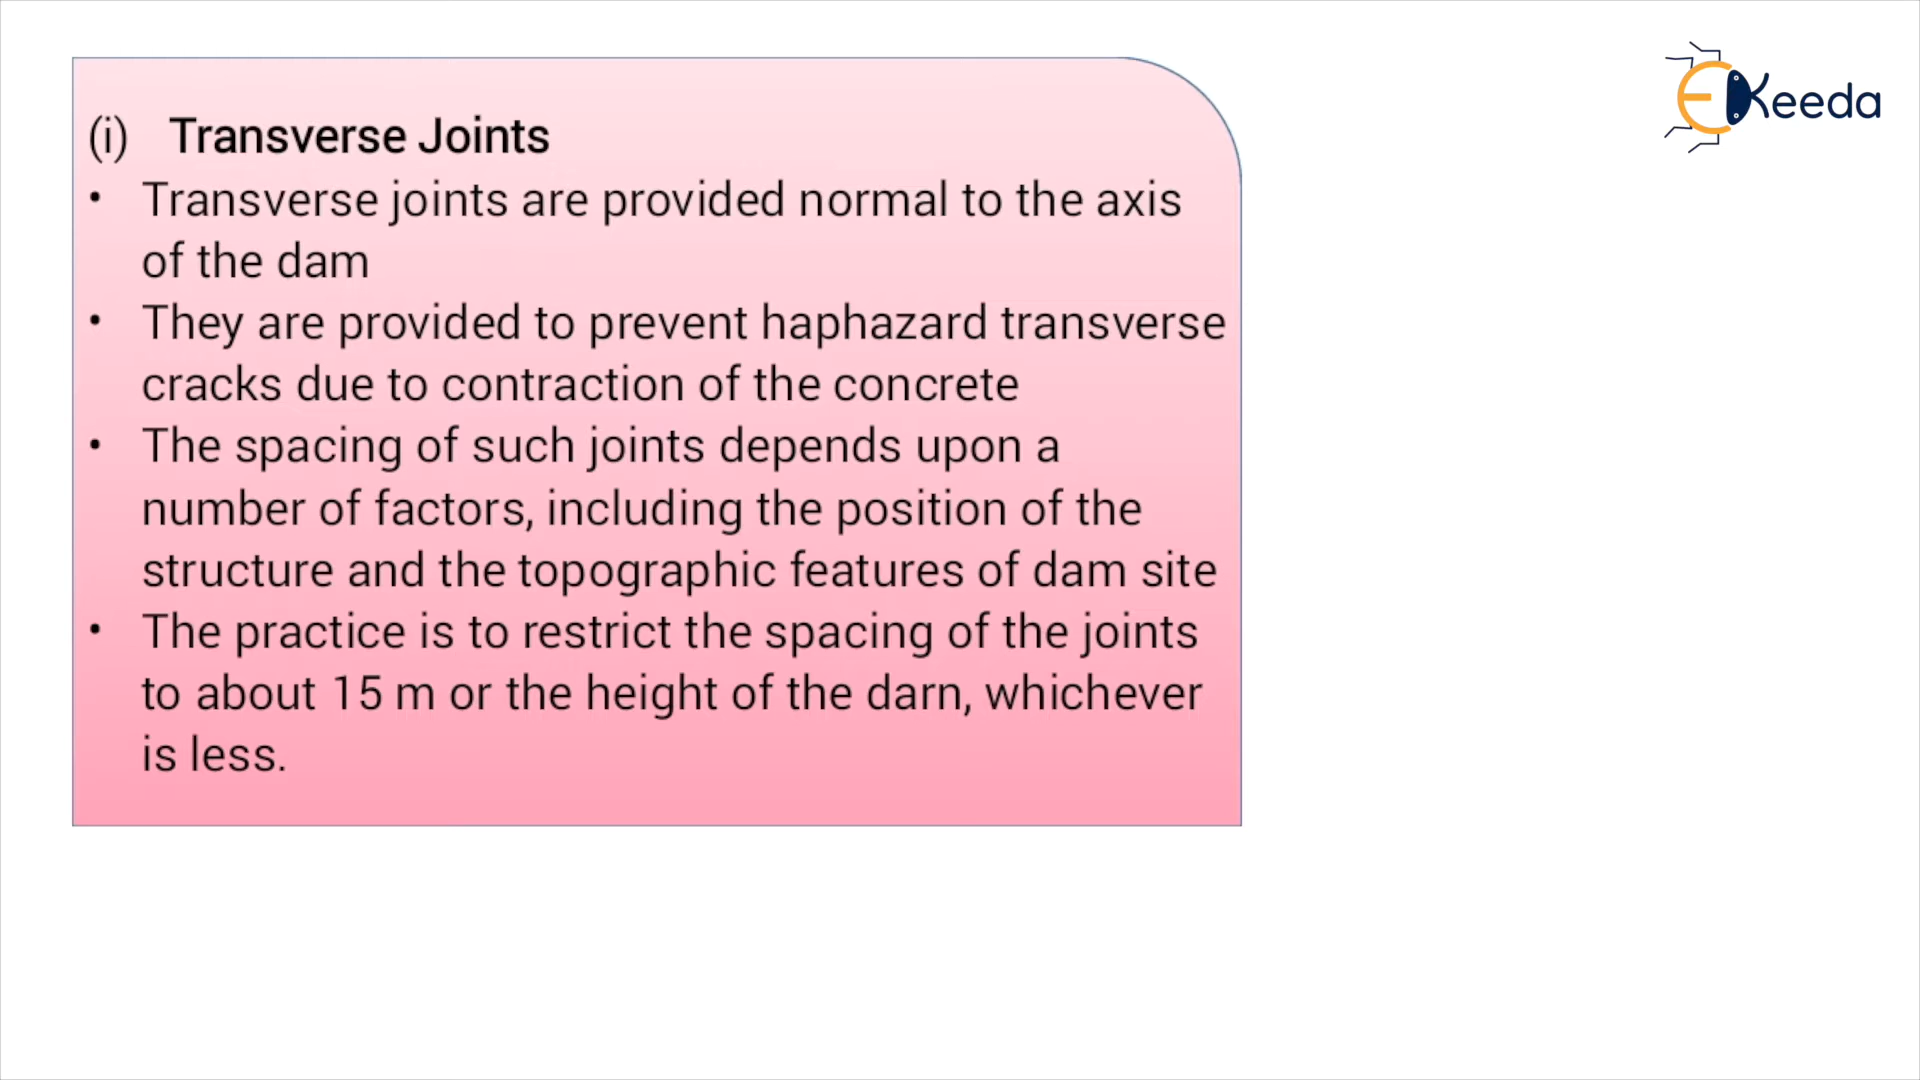 EKeeda
(i) Transverse Joints
• Transverse joints are provided normal to the axis
of the dam
• They are provided to prevent haphazard transverse
cracks due to contraction of the concrete
• The spacing of such joints depends upon a
number of factors, including the position of the
structure and the topographic features of dam site
• The practice is to restrict the spacing of the joints
to about 15 m or the height of the darn, whichever
is less.